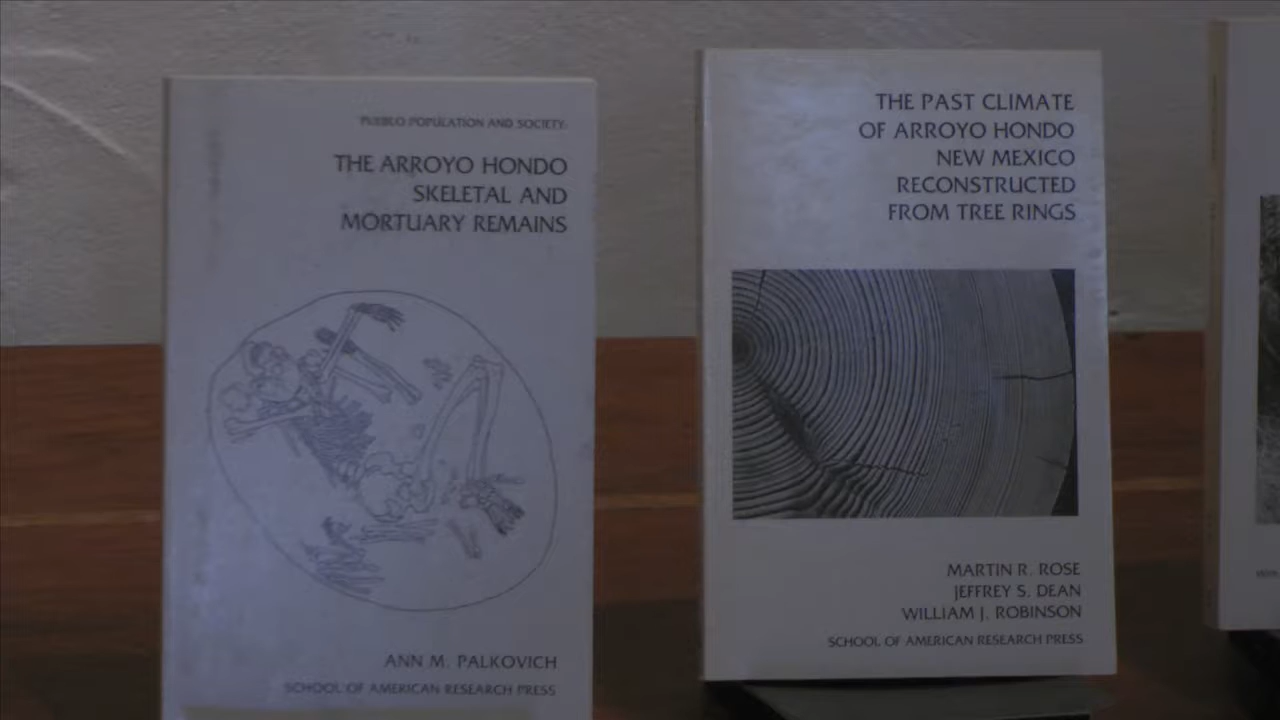 PUEBLO POPULATION AND SOCIETY:
THE ARROYO HONDO
SKELETAL AND
MORTUARY REMAINS
ANN M. PALKOVICH
SCHOOL OF AMERICAN RESEARCH PRESS
THE PAST CLIMATE
OF ARROYO HONDO
NEW MEXICO
RECONSTRUCTED
FROM TREE RINGS
MARTIN R. ROSE
JEFFREY S. DEAN
WILLIAM J. ROBINSON
SCHOOL OF AMERICAN RESEARCH PRESS